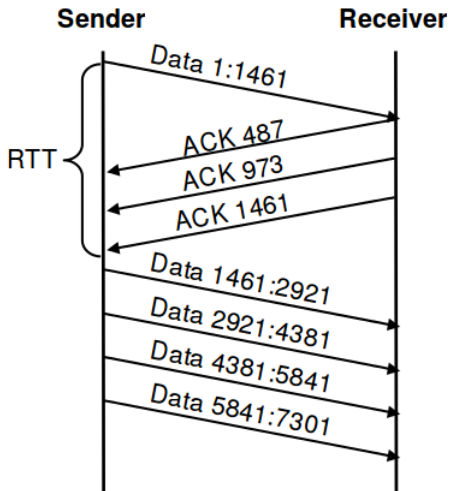 Sender
Receiver
Data 1:1461
RTT
ACK 487
ACK 973
ACK 1461
Data 1461:2921
Data 2921:4381
Data 4381:5841
Data 5841:7301